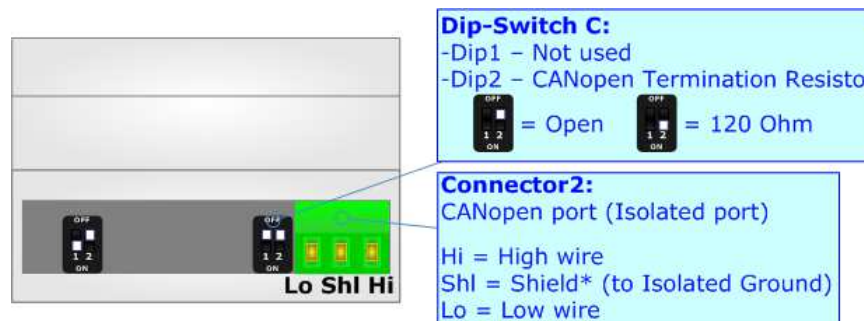 Dip-Switch C:
-Dip1 – Not used
-Dip2 – CANopen Termination Resisto
OFF
1 2
ON
= Open
OFF
1 2
ON
= 120 Ohm
Connector2:
CANopen port (Isolated port)
Hi = High wire
Shl = Shield* (to Isolated Ground)
Lo = Low wire
OFF
1 2
ON
OFF
1 2
ON
Lo Shl Hi